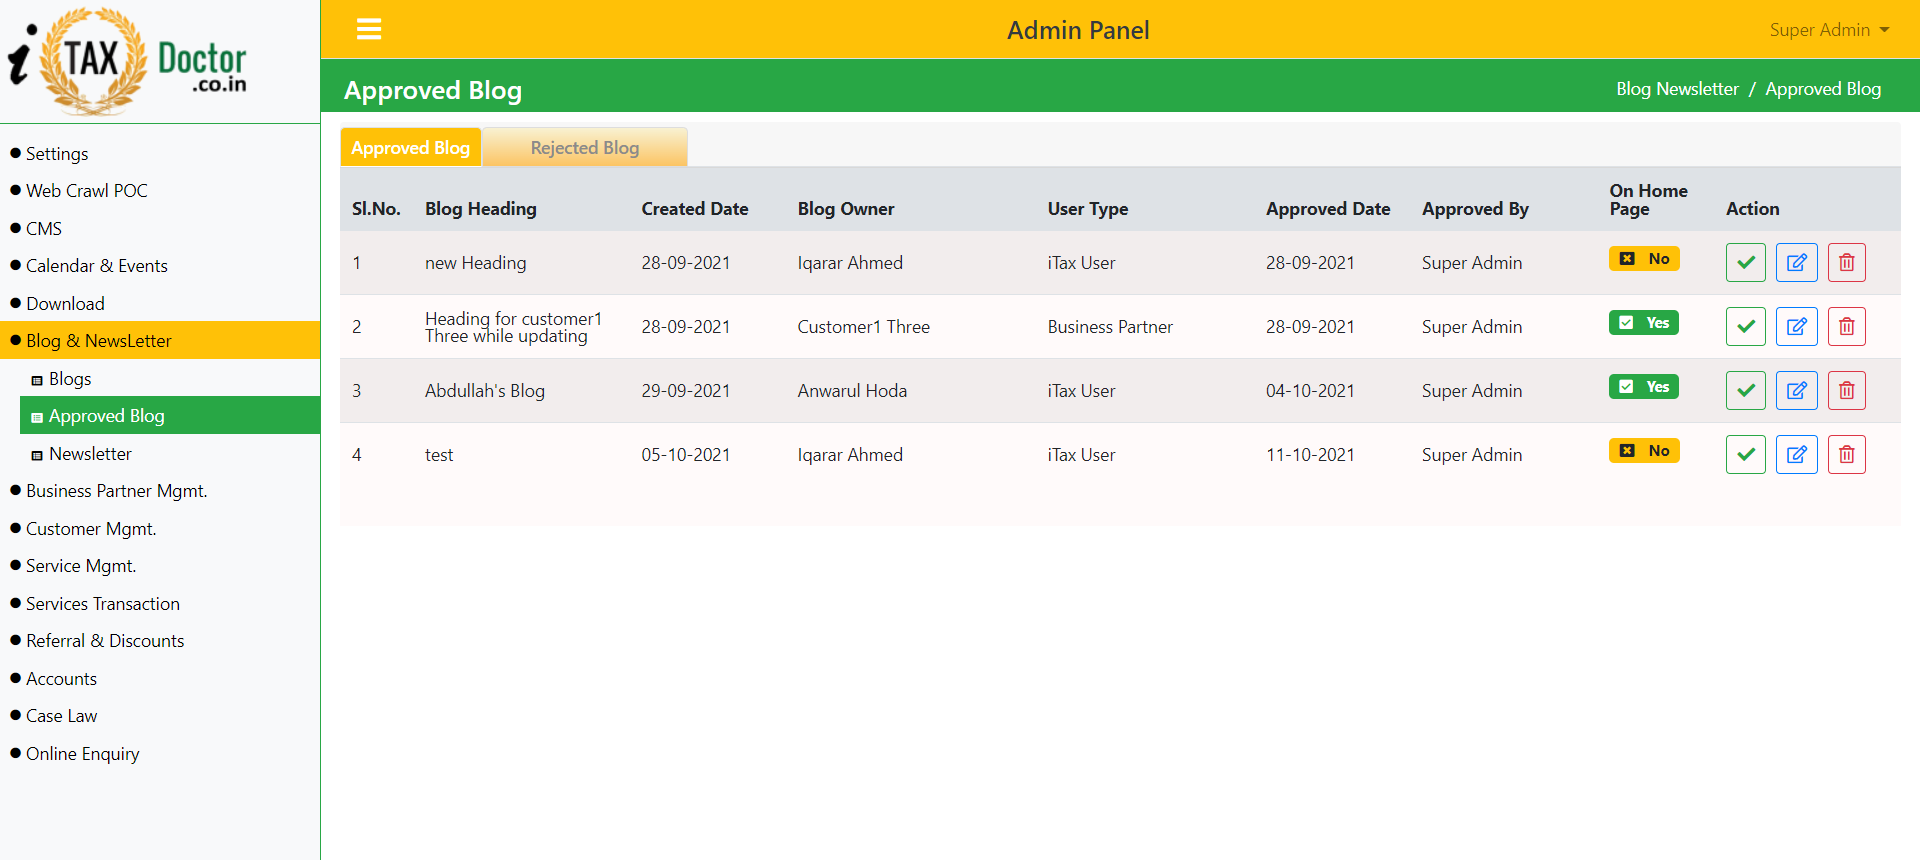 i TAX Doctor
.co.in
Admin Panel
Super Admin
Approved Blog
Blog Newsletter / Approved Blog
Settings
Web Crawl POC
CMS
Calendar & Events
Download
Blog & NewsLetter
Blogs
Approved Blog
Newsletter
Business Partner Mgmt.
Customer Mgmt.
Service Mgmt.
Services Transaction
Referral & Discounts
Accounts
Case Law
Online Enquiry
Approved Blog Rejected Blog
Sl.No. Blog Heading Created Date Blog Owner User Type Approved Date Approved By On Home Page Action
1 new Heading 28-09-2021 Iqarar Ahmed iTax User 28-09-2021 Super Admin No
2 Heading for customer1 Three while updating 28-09-2021 Customer1 Three Business Partner 28-09-2021 Super Admin Yes
3 Abdullah's Blog 29-09-2021 Anwarul Hoda iTax User 04-10-2021 Super Admin Yes
4 test 05-10-2021 Iqarar Ahmed iTax User 11-10-2021 Super Admin No